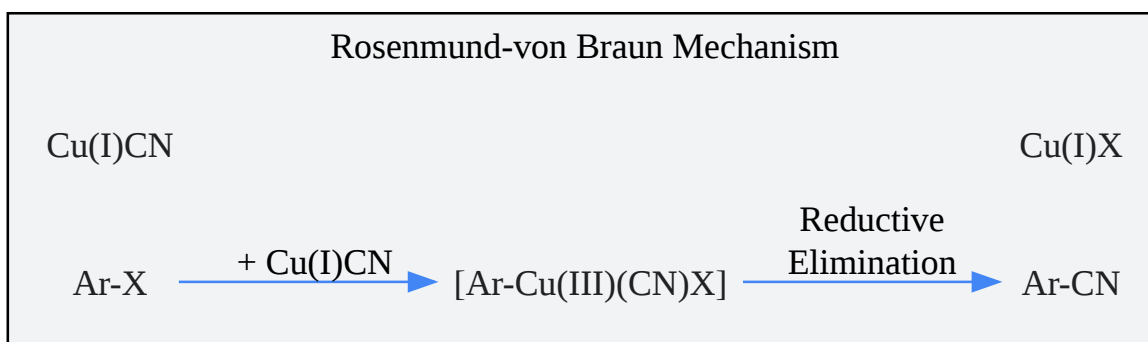 Rosenmund-von Braun Mechanism
Cu(I)CN
Cu(I)X
Reductive
Elimination
+ Cu(I)CN
Ar-X
[Ar-Cu(III)(CN)X]
Ar-CN